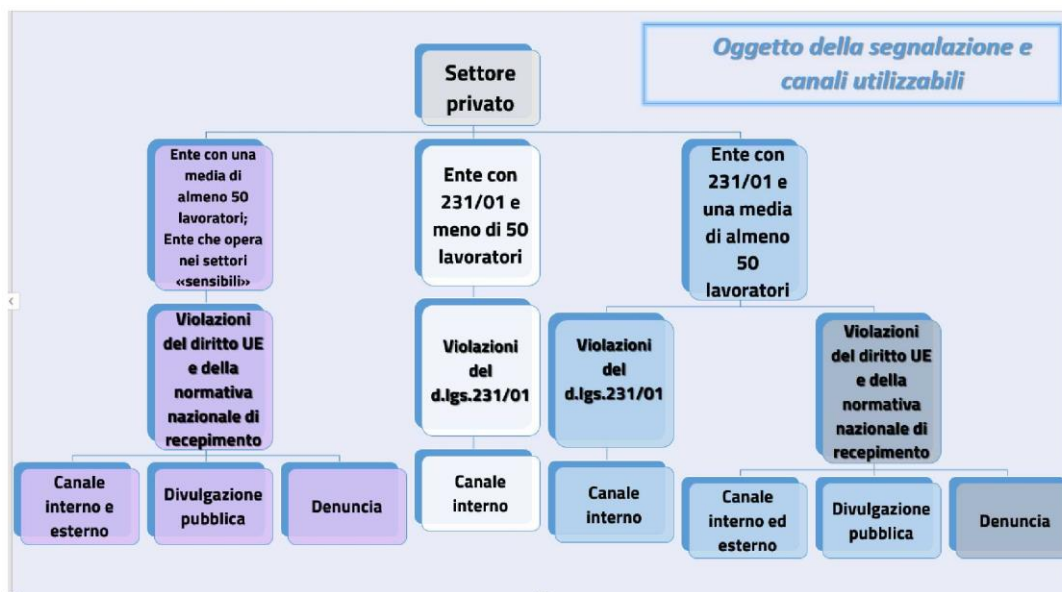 Oggetto della segnalazione e
canali utilizzabili
Settore
privato
Ente con una
media di
almeno 50
lavoratori;
Ente che opera
nei settori
«sensibili»
Ente con
231/01 e
meno di 50
lavoratori
Ente con
231/01 e
una media
di almeno
50
lavoratori
Violazioni
del diritto UE
e della
normativa
nazionale di
recepimento
Violazioni
del
d.lgs.231/01
Violazioni
del
d.lgs.231/01
Violazioni
del diritto UE
e della
normativa
nazionale di
recepimento
Canale
interno e
esterno
Divulgazione
pubblica
Denuncia
Canale
interno
Canale
interno
Canale
interno ed
esterno
Divulgazione
pubblica
Denuncia